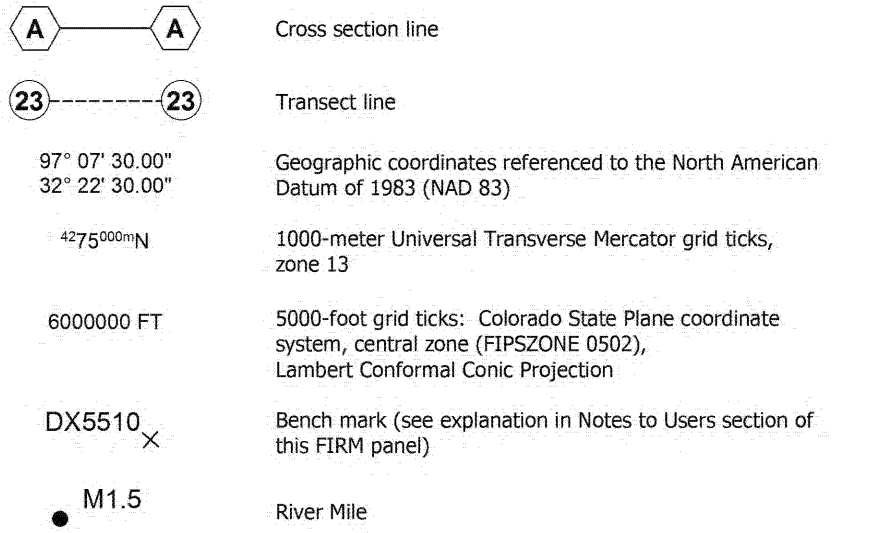 A A Cross section line
23 23 Transect line
97° 07' 30.00" Geographic coordinates referenced to the North American
32° 22' 30.00" Datum of 1983 (NAD 83)
4275000mN 1000-meter Universal Transverse Mercator grid ticks,
zone 13
6000000 FT 5000-foot grid ticks: Colorado State Plane coordinate
system, central zone (FIPSZONE 0502),
Lambert Conformal Conic Projection
DX5510 Bench mark (see explanation in Notes to Users section of
this FIRM panel)
M1.5
River Mile